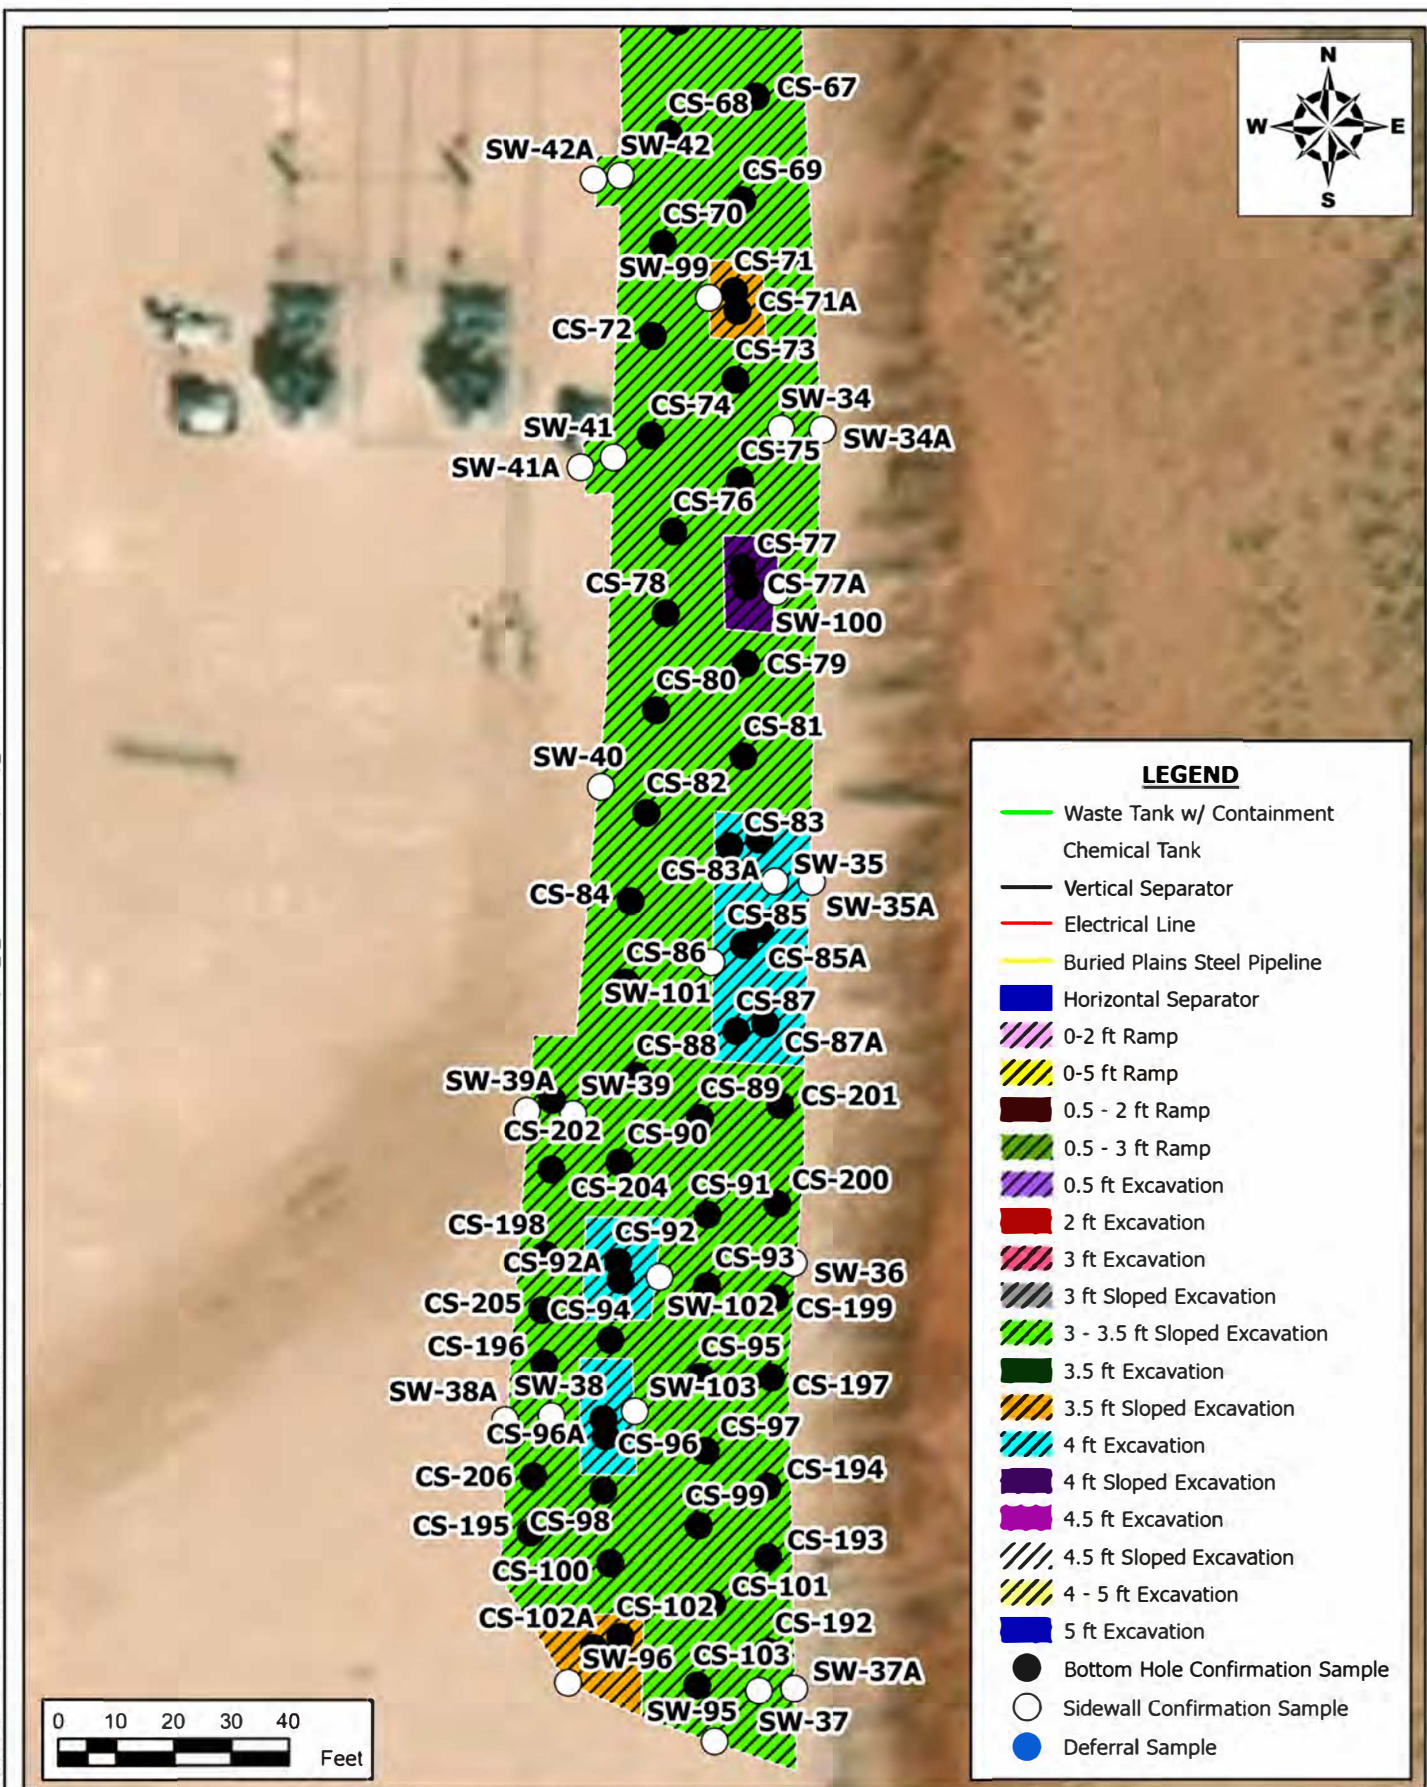 N
W
E
S
CS-67
CS-68
SW-42A
SW-42
CS-69
CS-70
SW-99
CS-71
CS-71A
CS-72
CS-73
SW-34
CS-74
SW-41
SW-34A
CS-75
SW-41A
CS-76
CS-77
CS-78
CS-77A
SW-100
CS-79
CS-80
CS-81
SW-40
CS-82
CS-83
CS-83A
SW-35
CS-84
SW-35A
CS-85
CS-86
CS-85A
SW-101
CS-87
CS-88
CS-87A
SW-39A
SW-39
CS-89
CS-201
CS-202
CS-90
CS-204
CS-91
CS-200
CS-198
CS-92
CS-92A
CS-93
SW-36
CS-205
CS-94
SW-102
CS-199
CS-196
CS-95
SW-38A
SW-38
SW-103
CS-197
CS-96A
CS-96
CS-97
CS-206
CS-194
CS-99
CS-195
CS-98
CS-193
CS-100
CS-101
CS-102A
CS-102
CS-192
SW-96
CS-103
SW-37A
SW-95
SW-37
LEGEND
Waste Tank w/ Containment
Chemical Tank
Vertical Separator
Electrical Line
Buried Plains Steel Pipeline
Horizontal Separator
0-2 ft Ramp
0-5 ft Ramp
0.5 - 2 ft Ramp
0.5 - 3 ft Ramp
0.5 ft Excavation
2 ft Excavation
3 ft Excavation
3 ft Sloped Excavation
3 - 3.5 ft Sloped Excavation
3.5 ft Excavation
3.5 ft Sloped Excavation
4 ft Excavation
4 ft Sloped Excavation
4.5 ft Excavation
4.5 ft Sloped Excavation
4 - 5 ft Excavation
5 ft Excavation
Bottom Hole Confirmation Sample
Sidewall Confirmation Sample
Deferral Sample
0 10 20 30 40
Feet